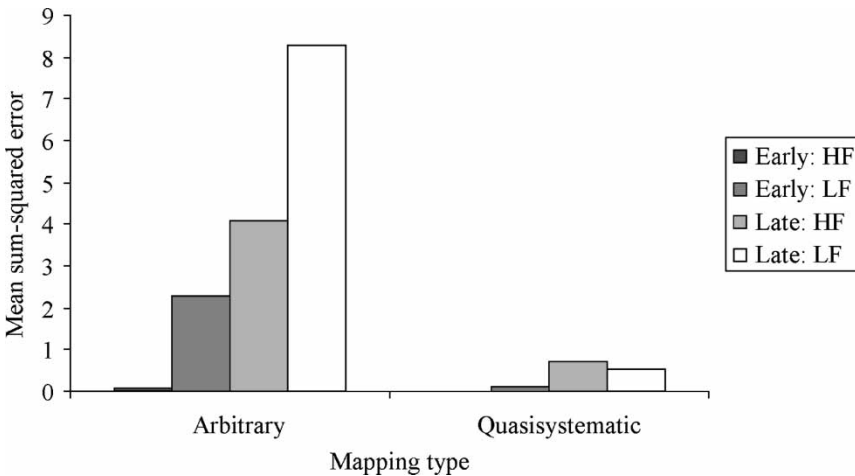 Mean sum-squared error
9
8
7
6
5
4
3
2
1
0
Arbitrary
Quasisystematic
Mapping type
Early: HF
Early: LF
Late: HF
Late: LF